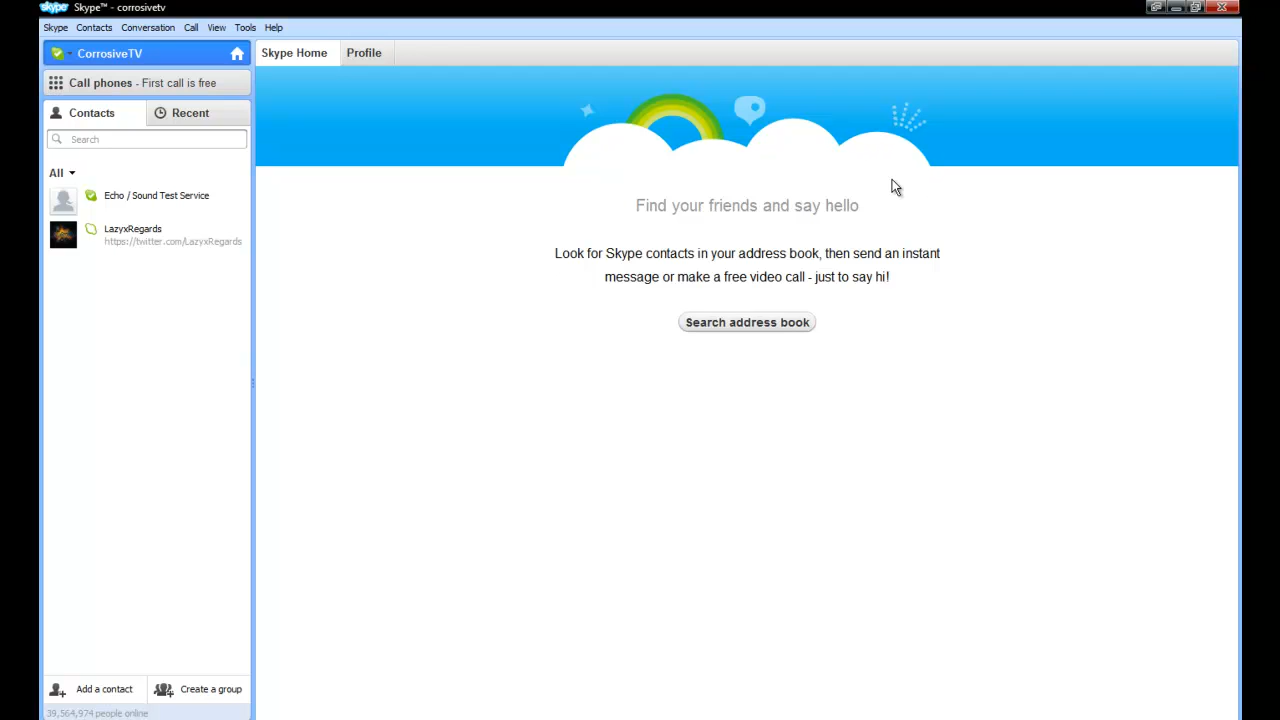 skype Skype™ - corrosivetv
Skype Contacts Conversation Call View Tools Help
CorrosiveTV
Call phones - First call is free
Contacts Recent
Search
All
Echo / Sound Test Service
LazyxRegards
https://twitter.com/LazyxRegards
Add a contact Create a group
39,564,974 people online
Skype Home Profile
Find your friends and say hello
Look for Skype contacts in your address book, then send an instant
message or make a free video call - just to say hi!
Search address book